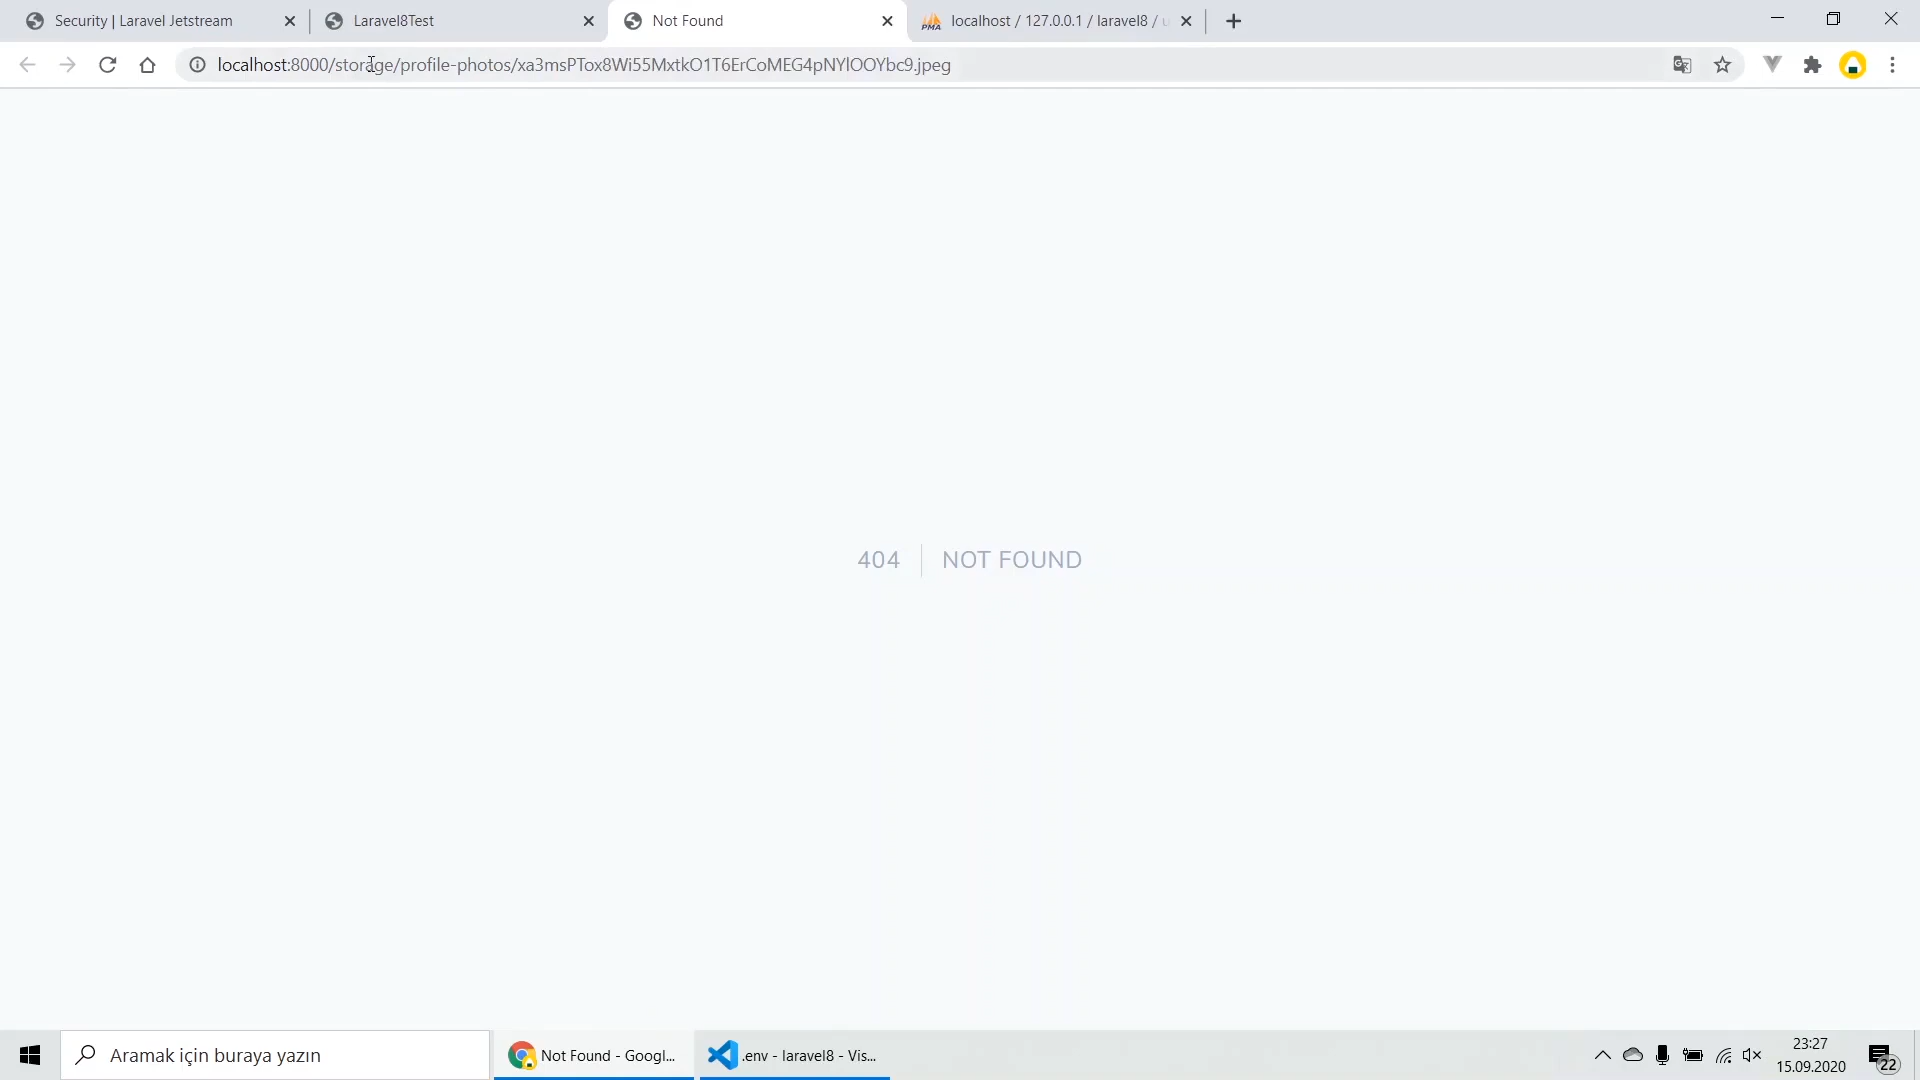 Security | Laravel Jetstream
Laravel8Test
Not Found
PMA
localhost / 127.0.0.1 / laravel8 / u
localhost:8000/storage/profile-photos/xa3msPTox8Wi55MxtkO1T6ErCoMEG4pNYlOOYbc9.jpeg
404
NOT FOUND
Aramak için buraya yazın
Not Found - Googl...
.env - laravel8 - Vis...
23:27
15.09.2020
22